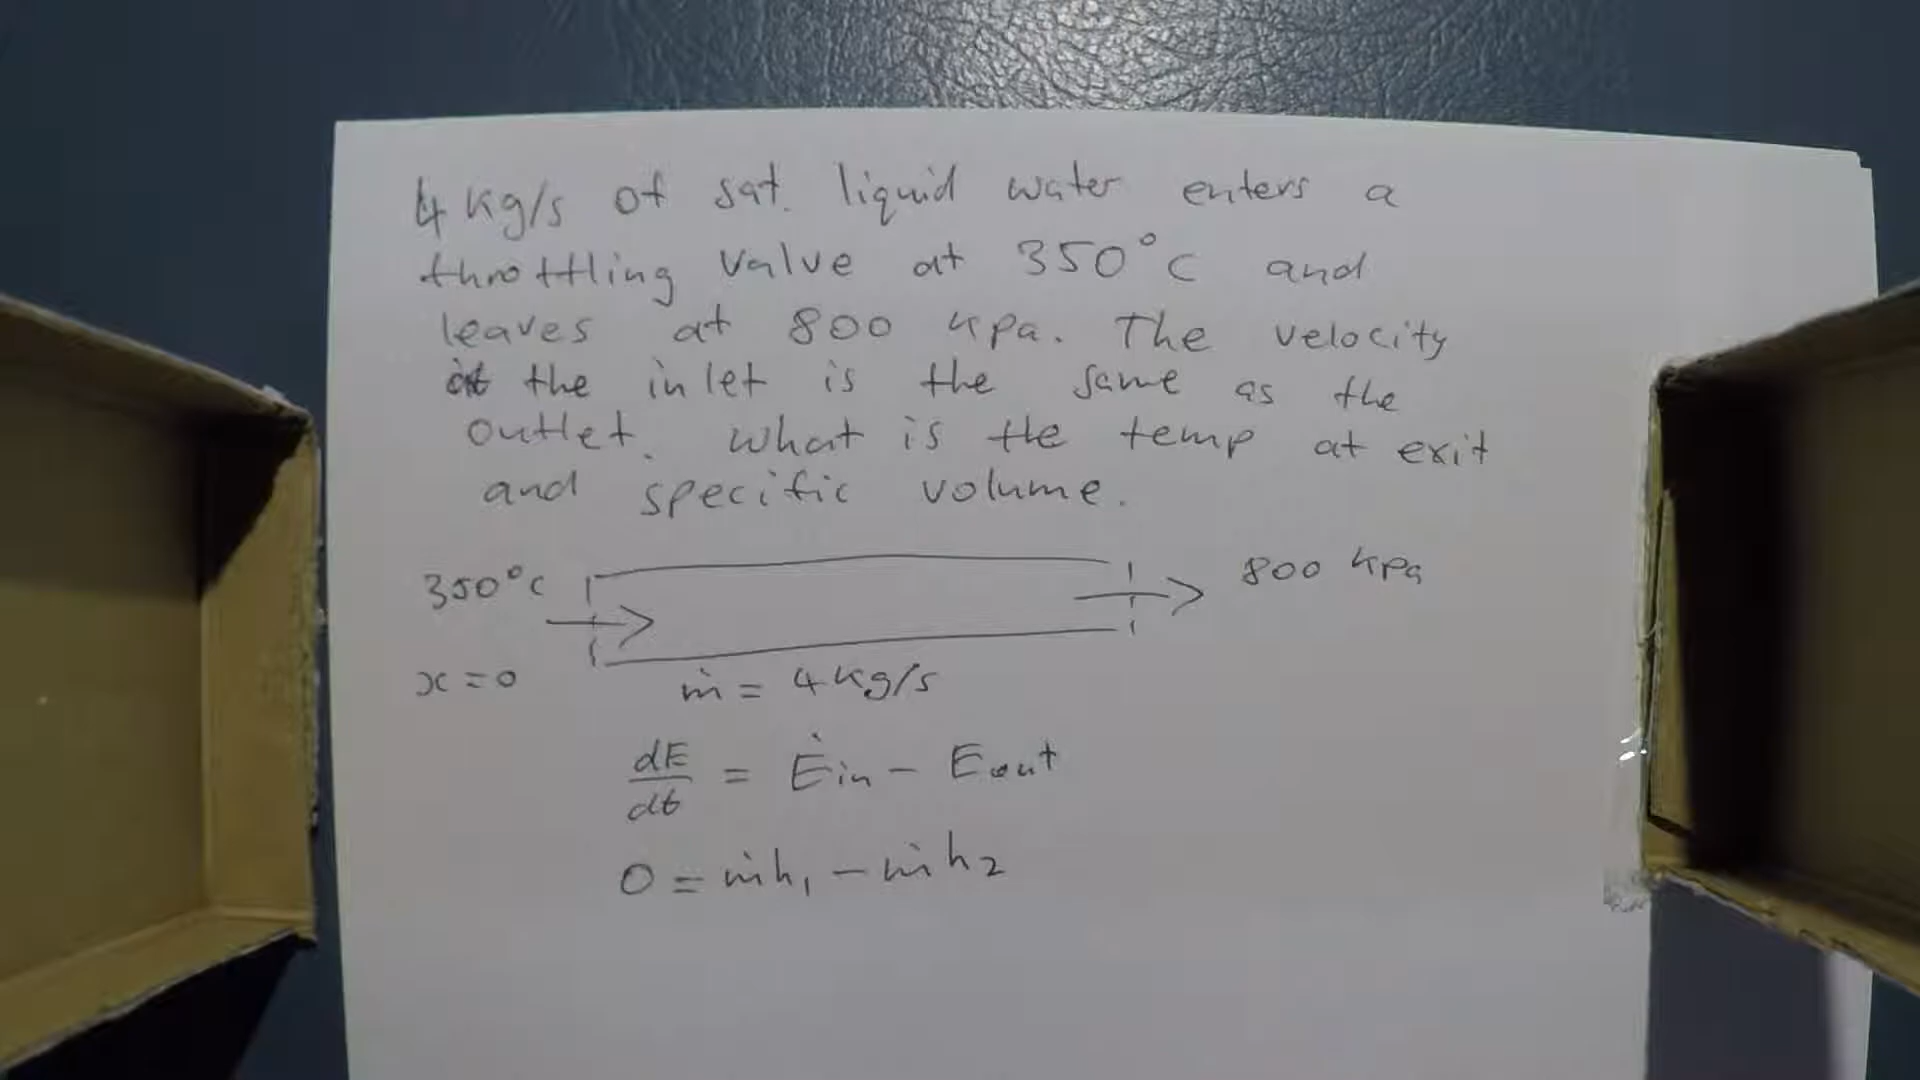 4 kg/s of sat. liquid water enters a
throttling valve at 350°C and
leaves at 800 kpa. The velocity
at the inlet is the same as the
outlet. What is the temp at exit
and specific volume.
350°C
800 kpa
x = 0
ṁ = 4 kg/s
dE/dt = Ėin - Eout
0 = ṁh₁ - ṁh₂